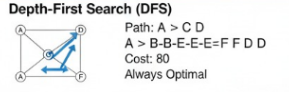 Depth-First Search (DFS)
A
D
A
F
Path: A > C D
A > B-B-E-E-E=F F D D
Cost: 80
Always Optimal